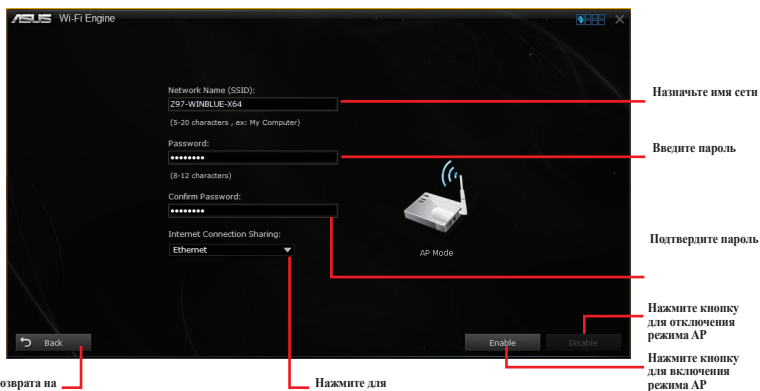 ASUS Wi-Fi Engine
Network Name (SSID):
Z97-WINBLUE-X64
(5-20 characters , ex: My Computer)
Password:
••••••••
(8-12 characters)
Confirm Password:
••••••••
Internet Connection Sharing:
Ethernet
AP Mode
Back
Enable
Disable
Назначьте имя сети
Введите пароль
Подтвердите пароль
Нажмите кнопку
для отключения
режима AP
Нажмите кнопку
для включения
режима AP
на
Нажмите для